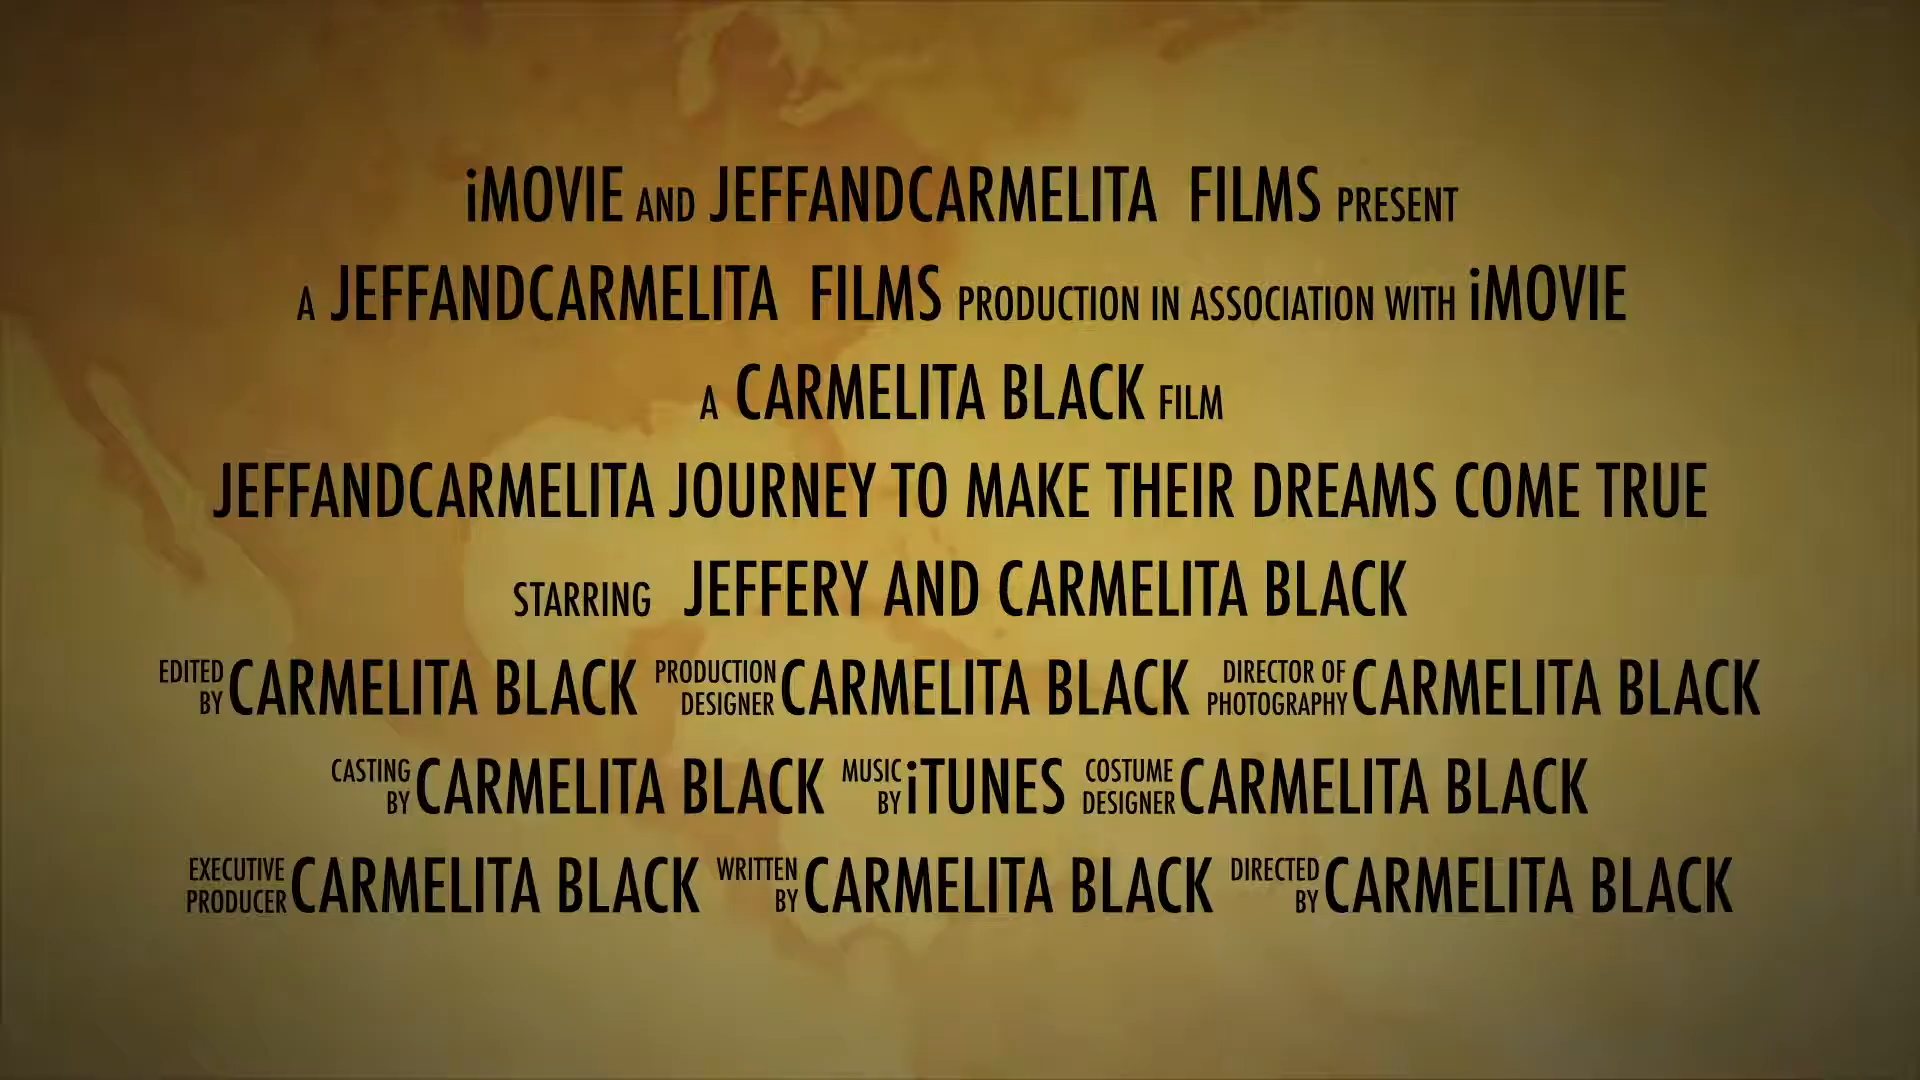 iMOVIE AND JEFFANDCARMELITA FILMS PRESENT
A JEFFANDCARMELITA FILMS PRODUCTION IN ASSOCIATION WITH iMOVIE
A CARMELITA BLACK FILM
JEFFANDCARMELITA JOURNEY TO MAKE THEIR DREAMS COME TRUE
STARRING JEFFERY AND CARMELITA BLACK
EDITED BY CARMELITA BLACK PRODUCTION DESIGNER CARMELITA BLACK DIRECTOR OF PHOTOGRAPHY CARMELITA BLACK
CASTING BY CARMELITA BLACK MUSIC BY iTUNES COSTUME DESIGNER CARMELITA BLACK
EXECUTIVE PRODUCER CARMELITA BLACK WRITTEN BY CARMELITA BLACK DIRECTED BY CARMELITA BLACK